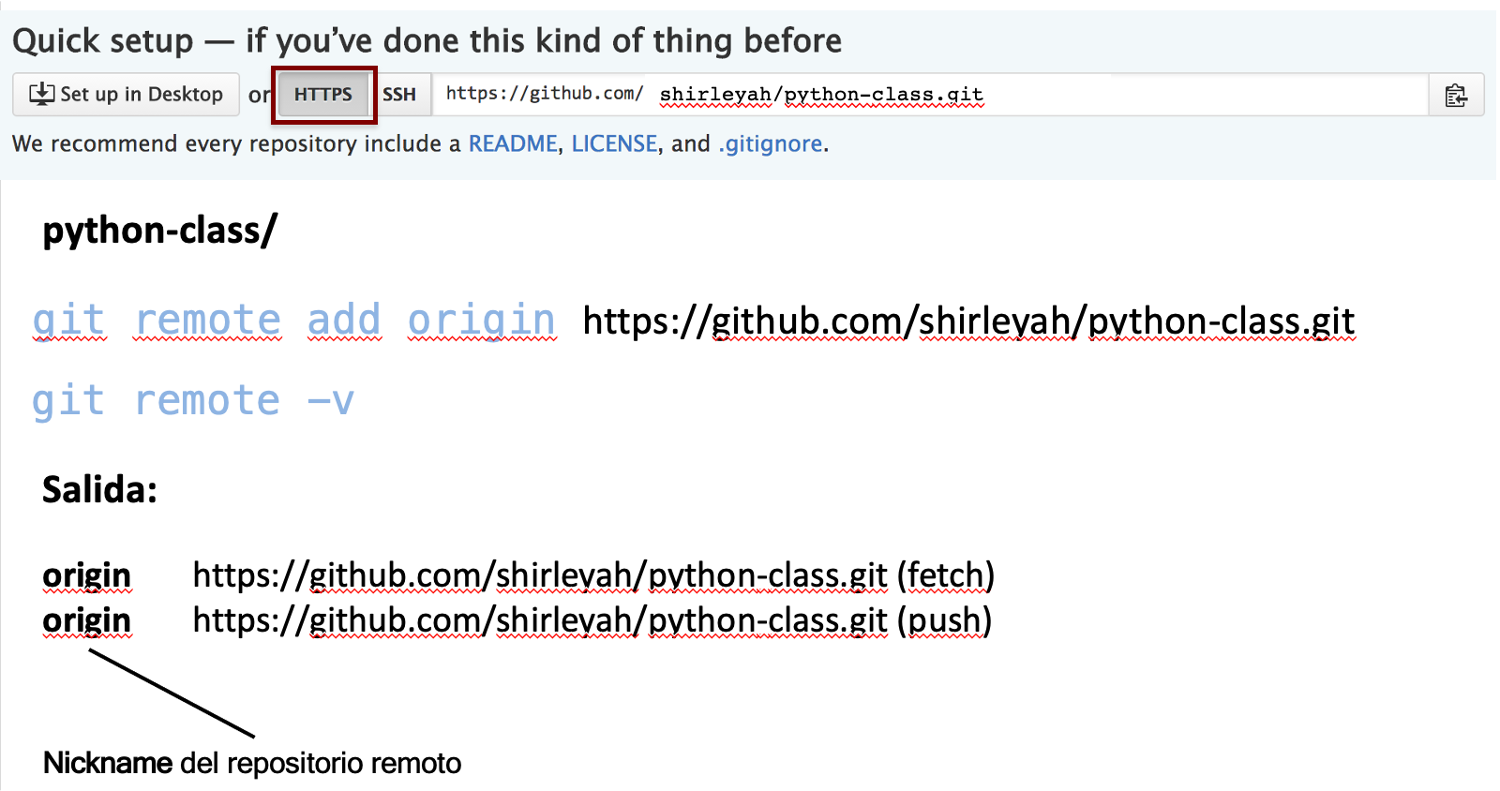 Quick setup — if you've done this kind of thing before
Set up in Desktop or HTTPS SSH https://github.com/ shirleyah/python-class.git
We recommend every repository include a README, LICENSE, and .gitignore.
python-class/
git remote add origin https://github.com/shirleyah/python-class.git
git remote –v
Salida:
origin https://github.com/shirleyah/python-class.git (fetch)
origin https://github.com/shirleyah/python-class.git (push)
Nickname del repositorio remoto